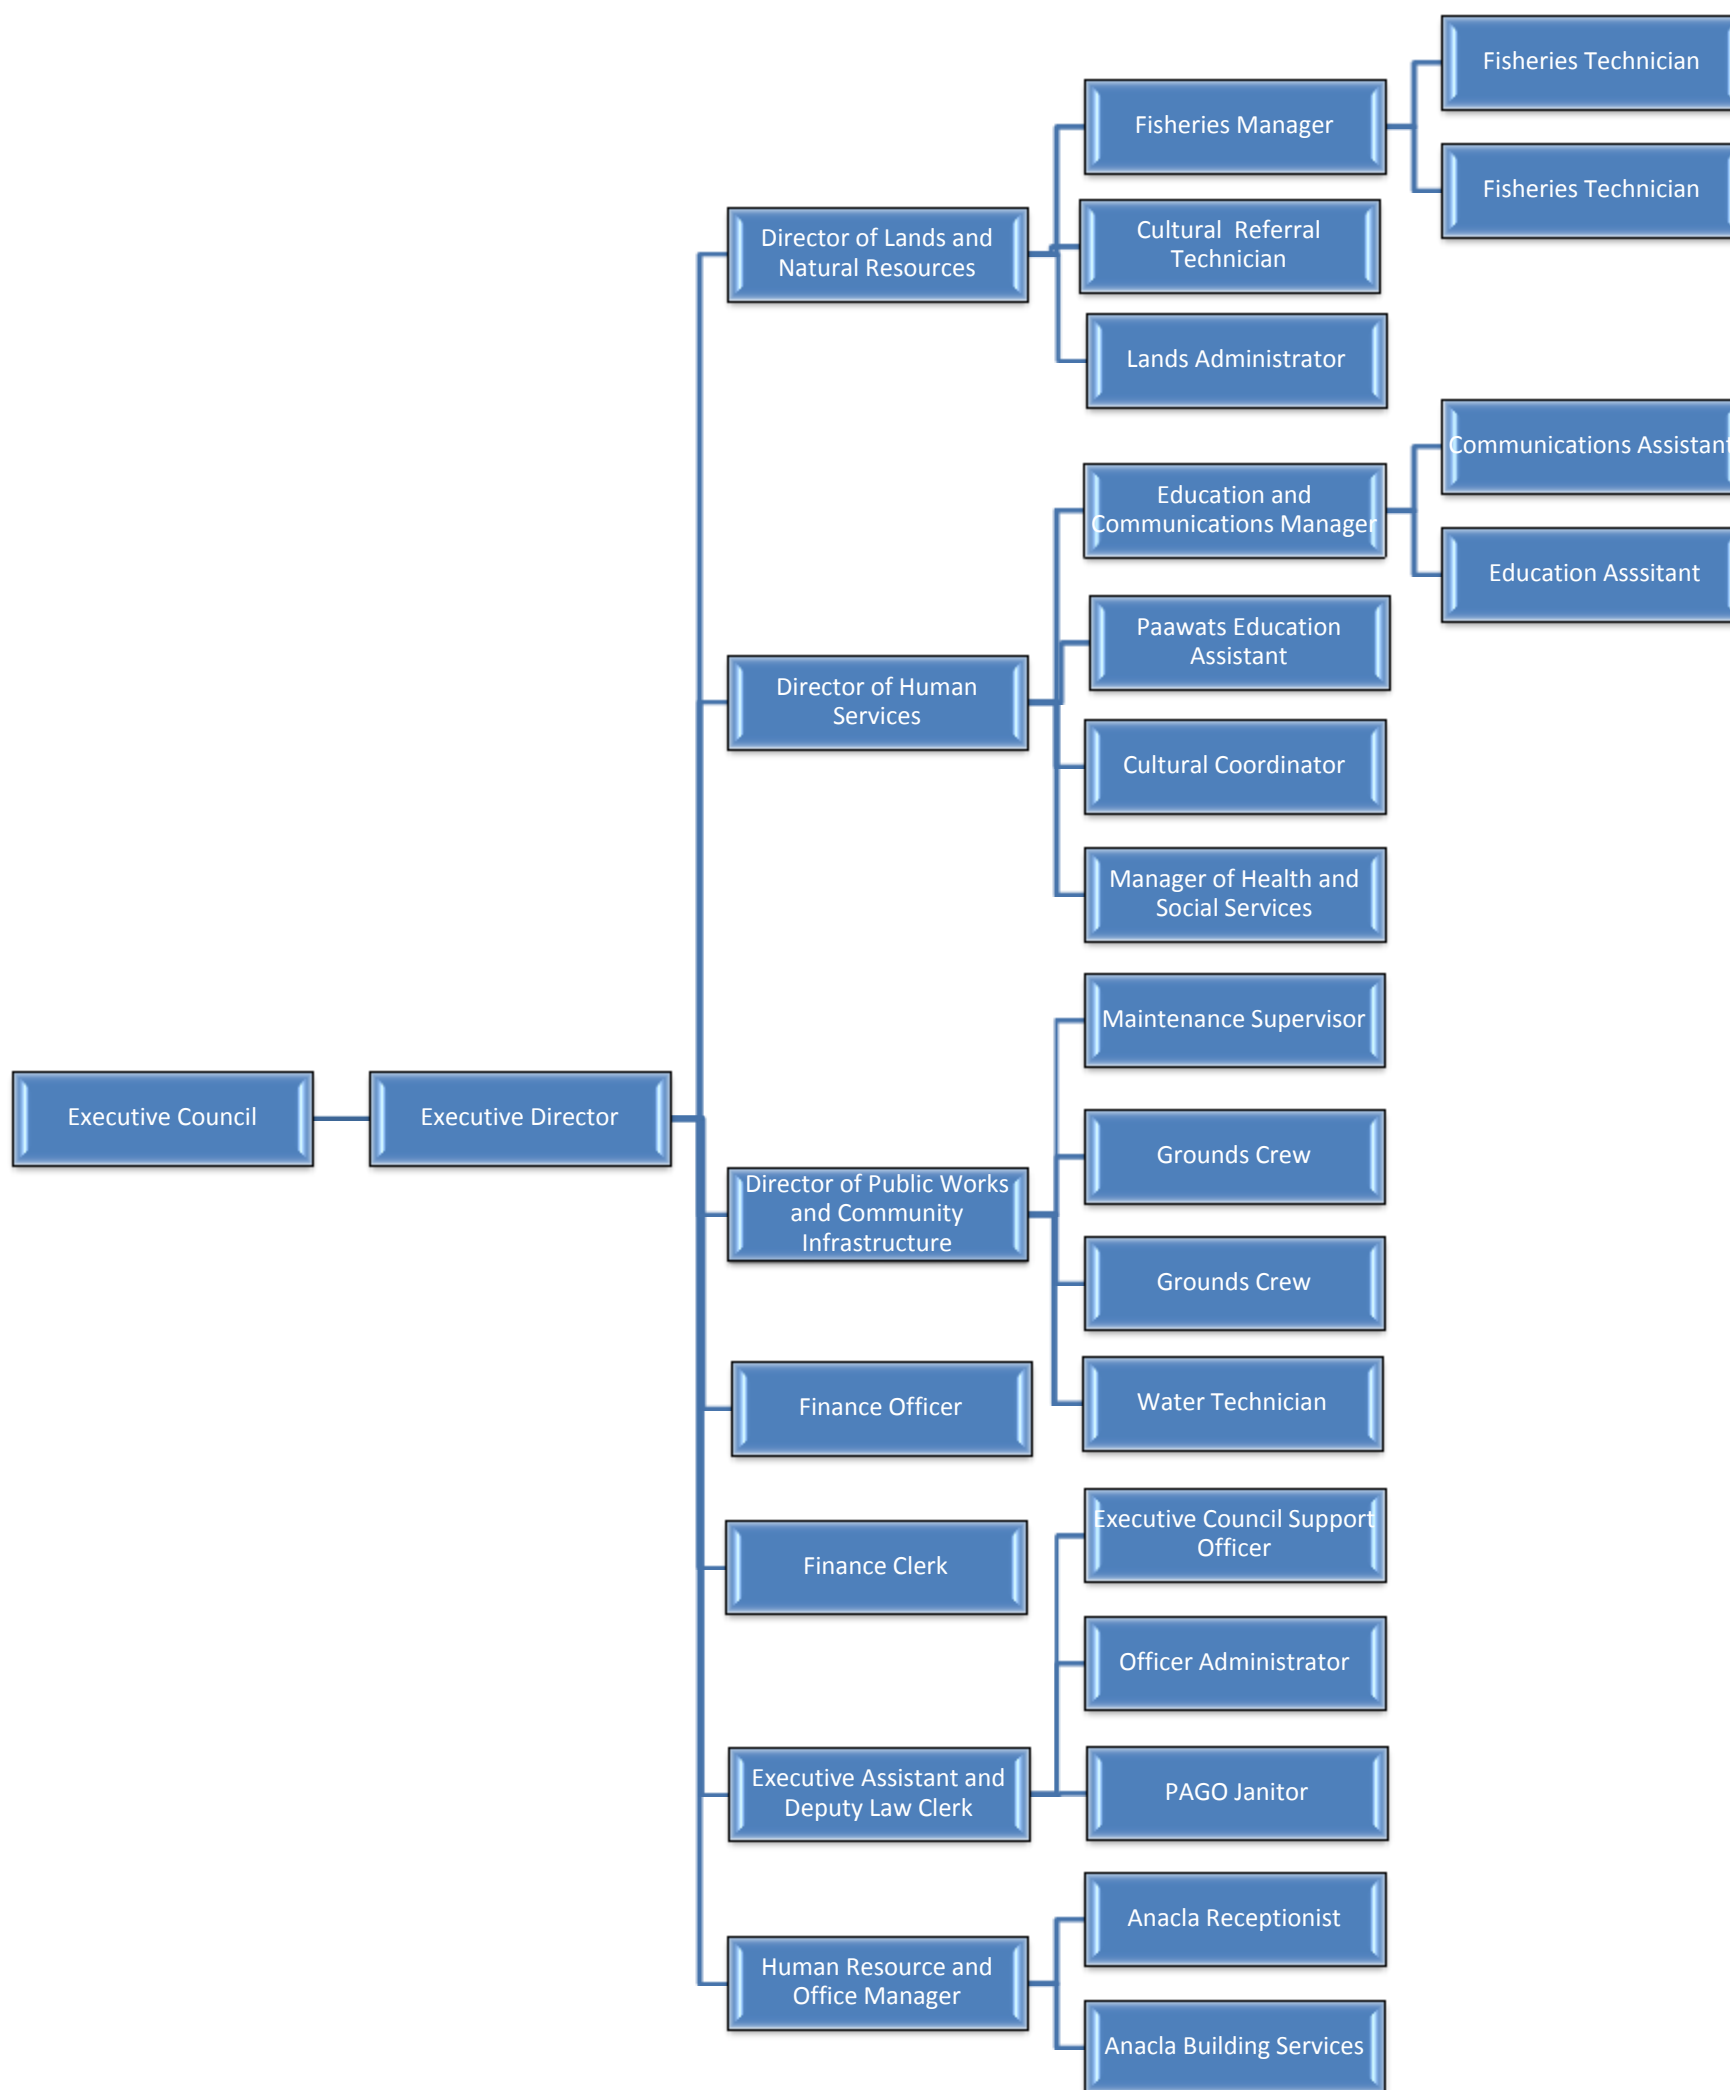 Fisheries Technician
Fisheries Manager
Fisheries Technician
Director of Lands and
Natural Resources
Cultural  Referral
Technician
Lands Administrator
Communications Assistant
Education and
Communications Manager
Education Asssitant
Paawats Education
Assistant
Director of Human
Services
Cultural Coordinator
Manager of Health and
Social Services
Maintenance Supervisor
Executive Council
Executive Director
Grounds Crew
Director of Public Works
and Community
Infrastructure
Grounds Crew
Finance Officer
Water Technician
Executive Council Support
Officer
Finance Clerk
Officer Administrator
Executive Assistant and
Deputy Law Clerk
PAGO Janitor
Anacla Receptionist
Human Resource and
Office Manager
Anacla Building Services